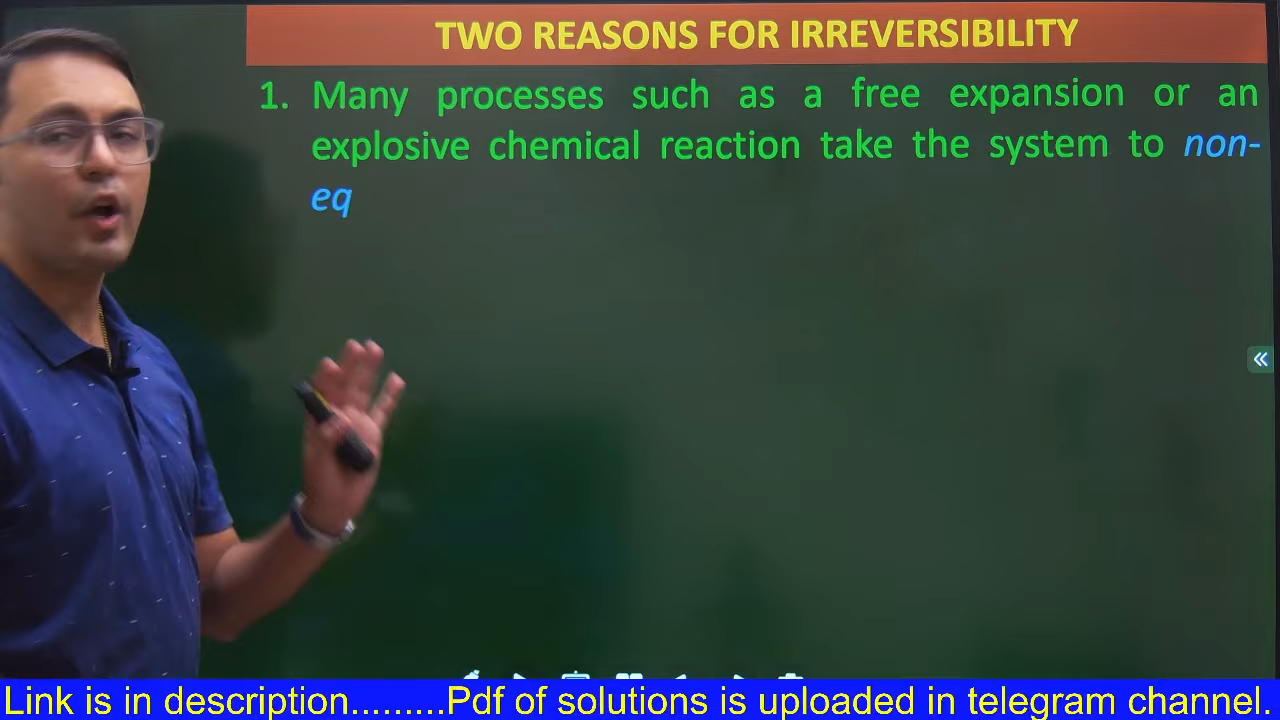 TWO REASONS FOR IRREVERSIBILITY
1. Many processes such as a free expansion or an
explosive chemical reaction take the system to non-
eq
Link is in description.........Pdf of solutions is uploaded in telegram channel.